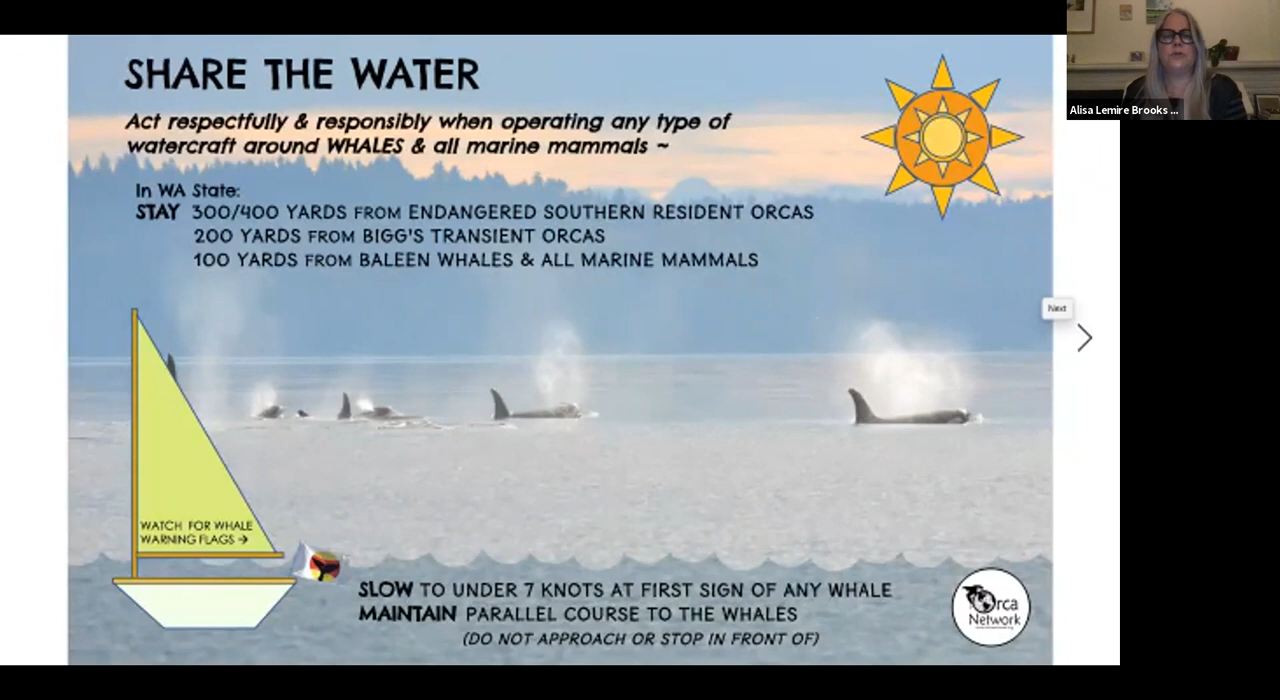 SHARE THE WATER
Act respectfully & responsibly when operating any type of
watercraft around WHALES & all marine mammals ~
In WA State:
STAY 300/400 YARDS FROM ENDANGERED SOUTHERN RESIDENT ORCAS
200 YARDS FROM BIGG'S TRANSIENT ORCAS
100 YARDS FROM BALEEN WHALES & ALL MARINE MAMMALS
WATCH FOR WHALE
WARNING FLAGS →
SLOW TO UNDER 7 KNOTS AT FIRST SIGN OF ANY WHALE
MAINTAIN PARALLEL COURSE TO THE WHALES
(DO NOT APPROACH OR STOP IN FRONT OF)
Orca
Network
Next
Alisa Lemire Brooks ...